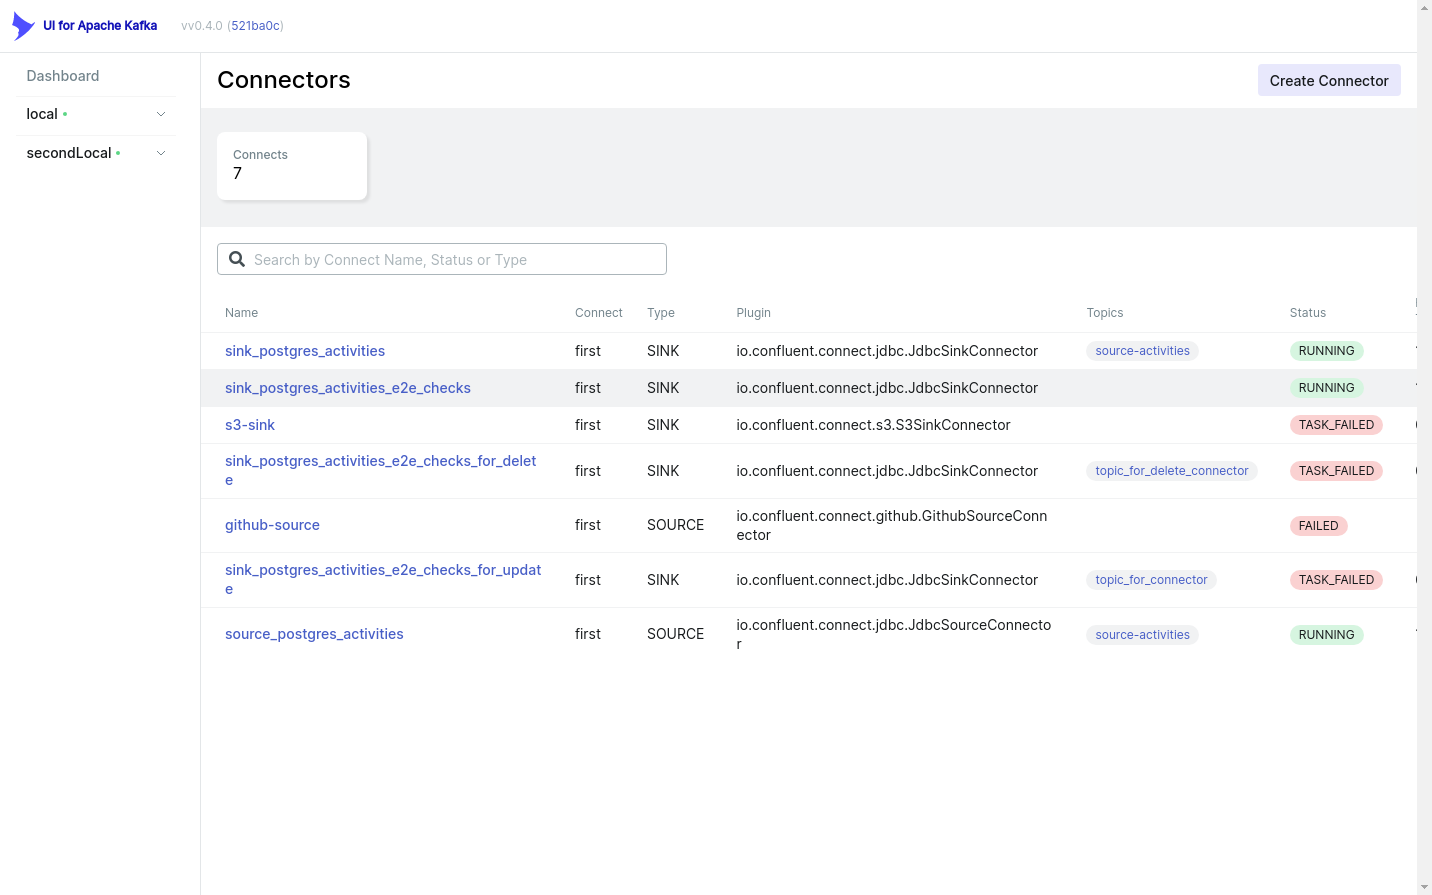 UI for Apache Kafka vv0.4.0 (521ba0c)
Dashboard
local
secondLocal
Connectors
Create Connector
Connects
7
Search by Connect Name, Status or Type
Name Connect Type Plugin Topics Status
sink_postgres_activities first SINK io.confluent.connect.jdbc.JdbcSinkConnector source-activities RUNNING
sink_postgres_activities_e2e_checks first SINK io.confluent.connect.jdbc.JdbcSinkConnector RUNNING
s3-sink first SINK io.confluent.connect.s3.S3SinkConnector TASK_FAILED
sink_postgres_activities_e2e_checks_for_delet
e
first SINK io.confluent.connect.jdbc.JdbcSinkConnector topic_for_delete_connector TASK_FAILED
github-source first SOURCE
io.confluent.connect.github.GithubSourceConn
ector
FAILED
sink_postgres_activities_e2e_checks_for_updat
e
first SINK io.confluent.connect.jdbc.JdbcSinkConnector topic_for_connector TASK_FAILED
source_postgres_activities first SOURCE
io.confluent.connect.jdbc.JdbcSourceConnecto
r
source-activities RUNNING